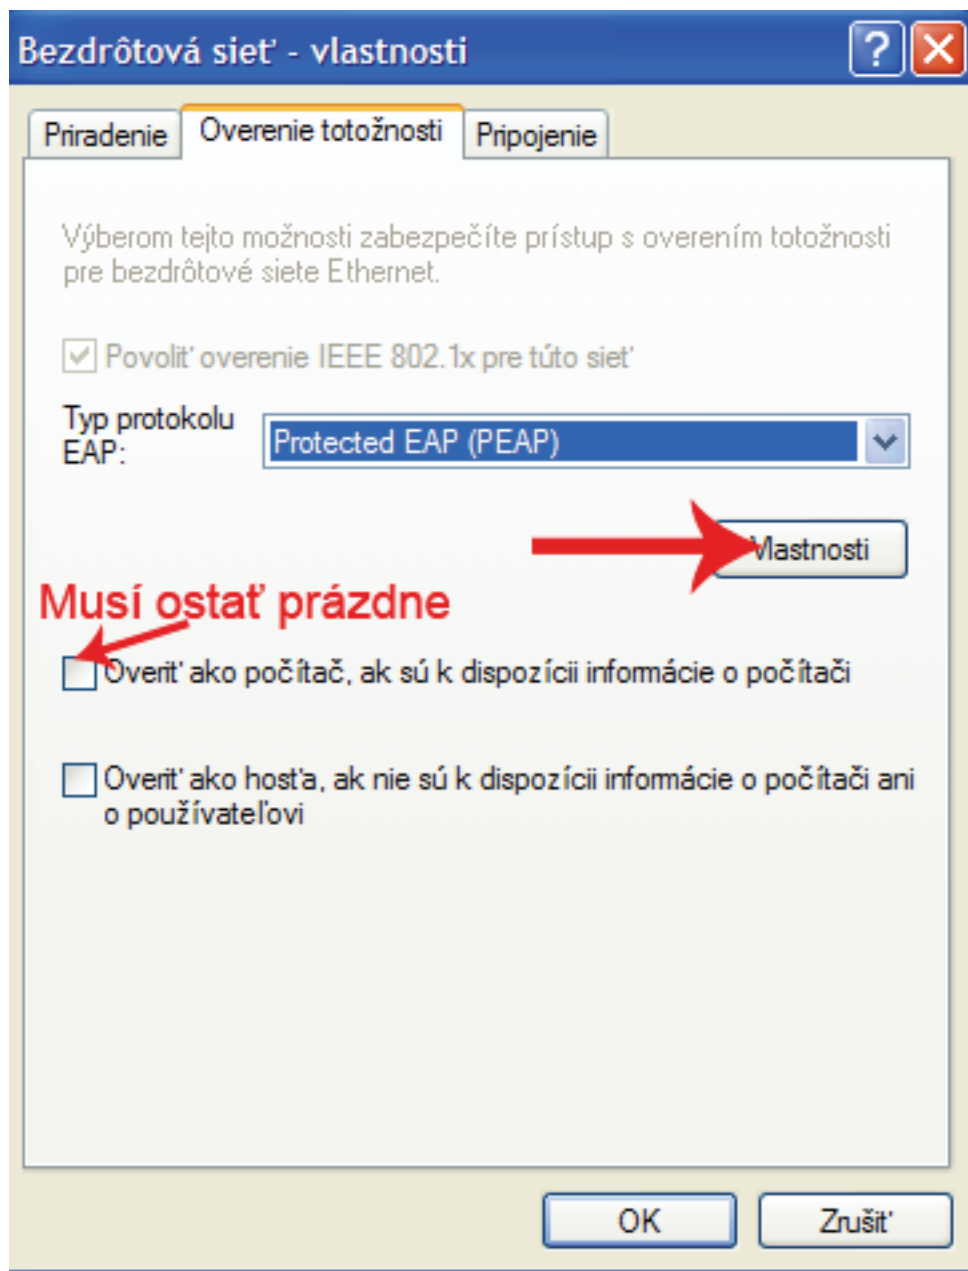 Bezdrôtová sieť - vlastnosti
Priradenie
Overenie totožnosti
Pripojenie
Výberom tejto možnosti zabezpečíte prístup s overením totožnosti
pre bezdrôtové siete Ethernet.
Povoliť overenie IEEE 802.1x pre túto sieť
Typ protokolu
EAP:
Protected EAP (PEAP)
Vlastnosti
Musí ostať prázdne
Overiť ako počítač, ak sú k dispozícii informácie o počítači
Overiť ako hosťa, ak nie sú k dispozícii informácie o počítači ani
o používateľovi
OK
Zrušiť